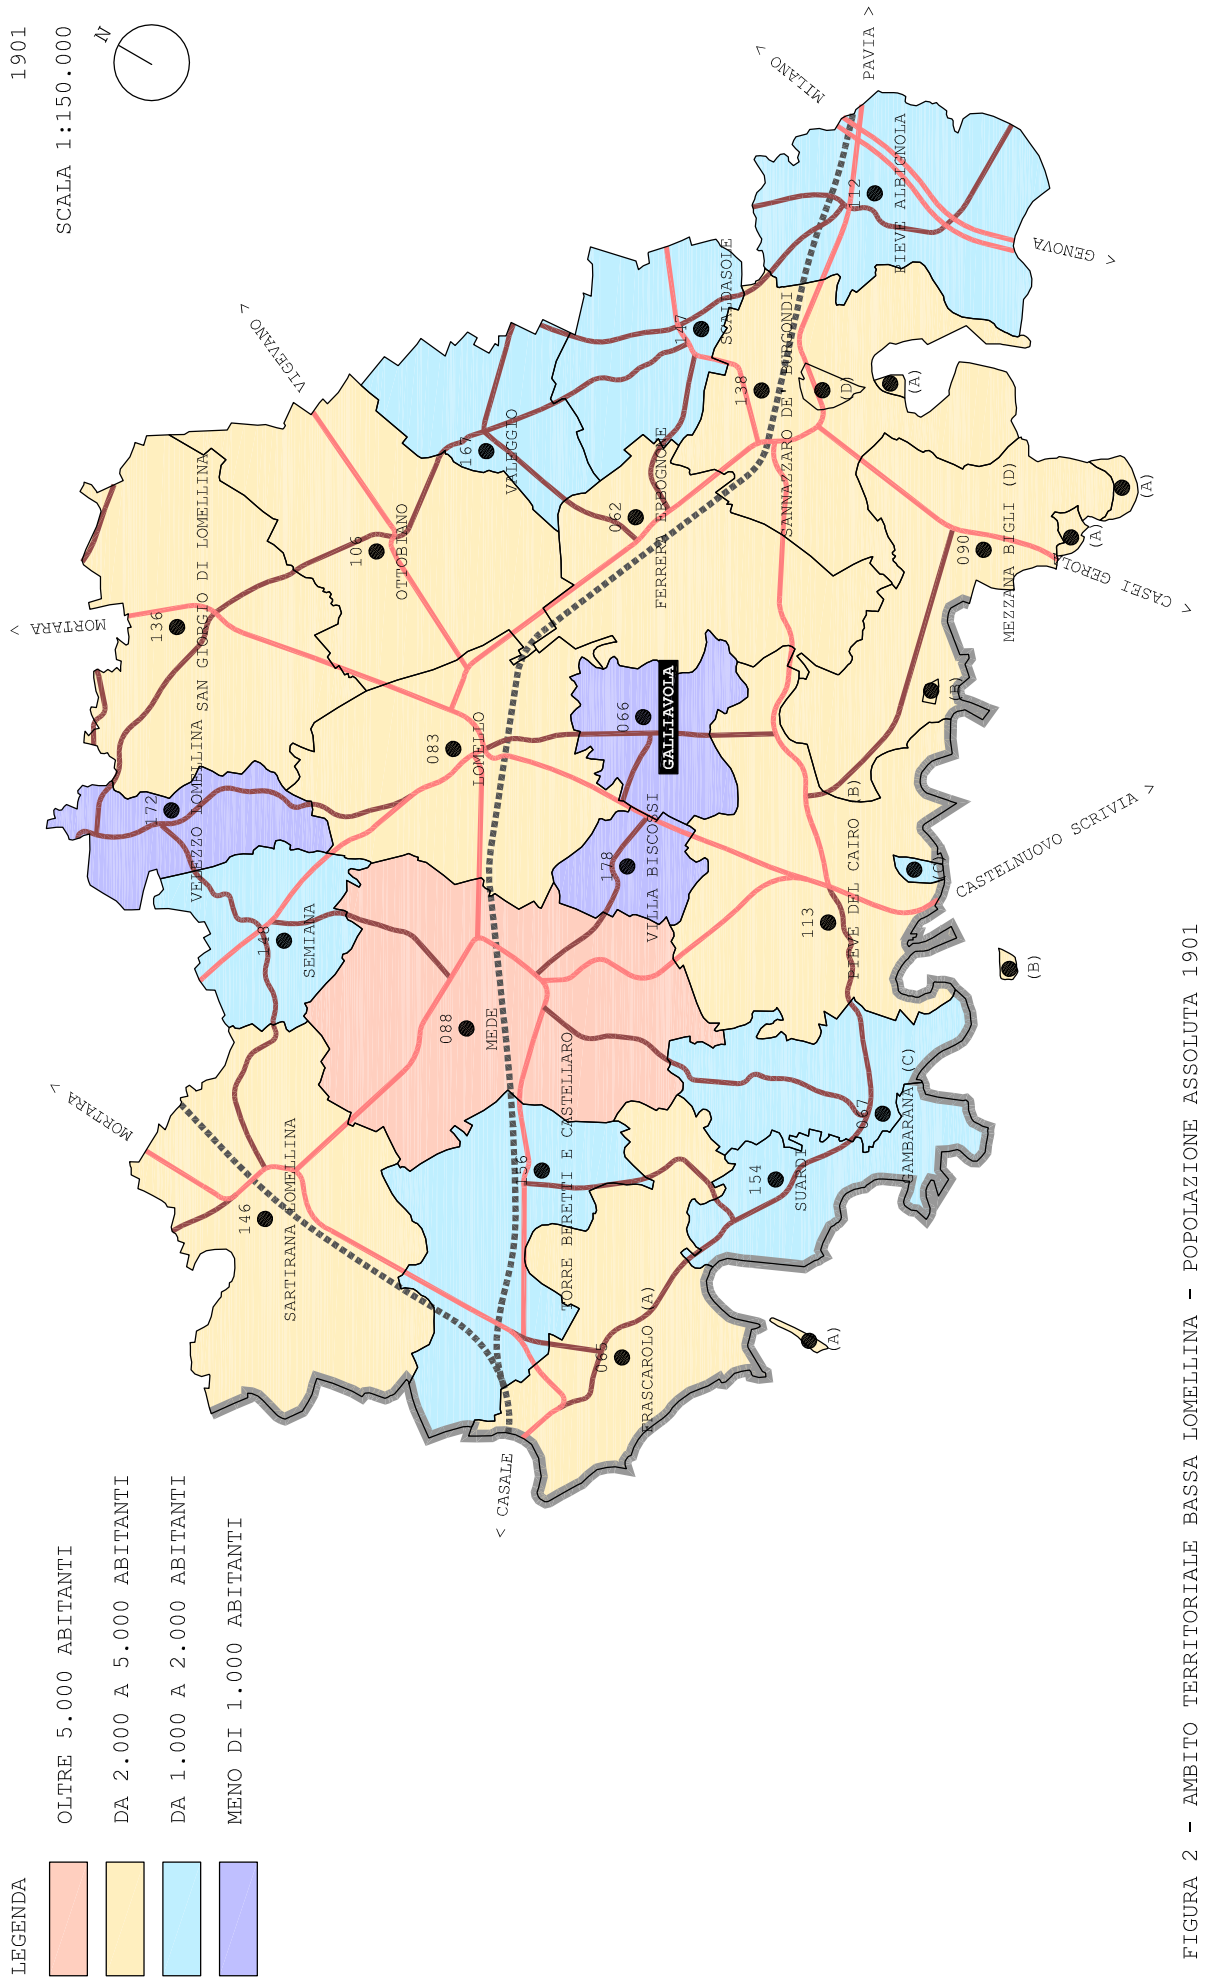 1901
SCALA 1:150.000
N
LEGENDA
OLTRE 5.000 ABITANTI
DA 2.000 A 5.000 ABITANTI
DA 1.000 A 2.000 ABITANTI
MENO DI 1.000 ABITANTI
MORTARA >
146
SARTIRANA LOMELLINA
< CASALE
065
FRASCAROLO (A)
(A)
156
TORRE BERETTI E CASTELLARO
088
MEDE
154
SUARDI
067
GAMBARANA (C)
148
SEMIANA
172
VELEZZO LOMELLINA
113
PIEVE DEL CAIRO (B)
(B)
(C)
178
VILLA BISCOSSI
083
LOMELLO
066
GALLIAVOLA
(B)
CASTELNUOVO SCRIVIA >
MORTARA >
136
SAN GIORGIO DI LOMELLINA
106
OTTOBIANO
VIGEVANO >
062
FERRERA ERBOGNONE
090
MEZZANA BIGLI (D)
(A)
(A)
< CASEI GEROLA
167
VALEGGIO
138
SANNAZZARO DE' BURGONDI
(D)
(A)
147
SCALDASOLE
112
PIEVE ALBIGNOLA
MILANO >
PAVIA >
< GENOVA
FIGURA 2 - AMBITO TERRITORIALE BASSA LOMELLINA - POPOLAZIONE ASSOLUTA 1901